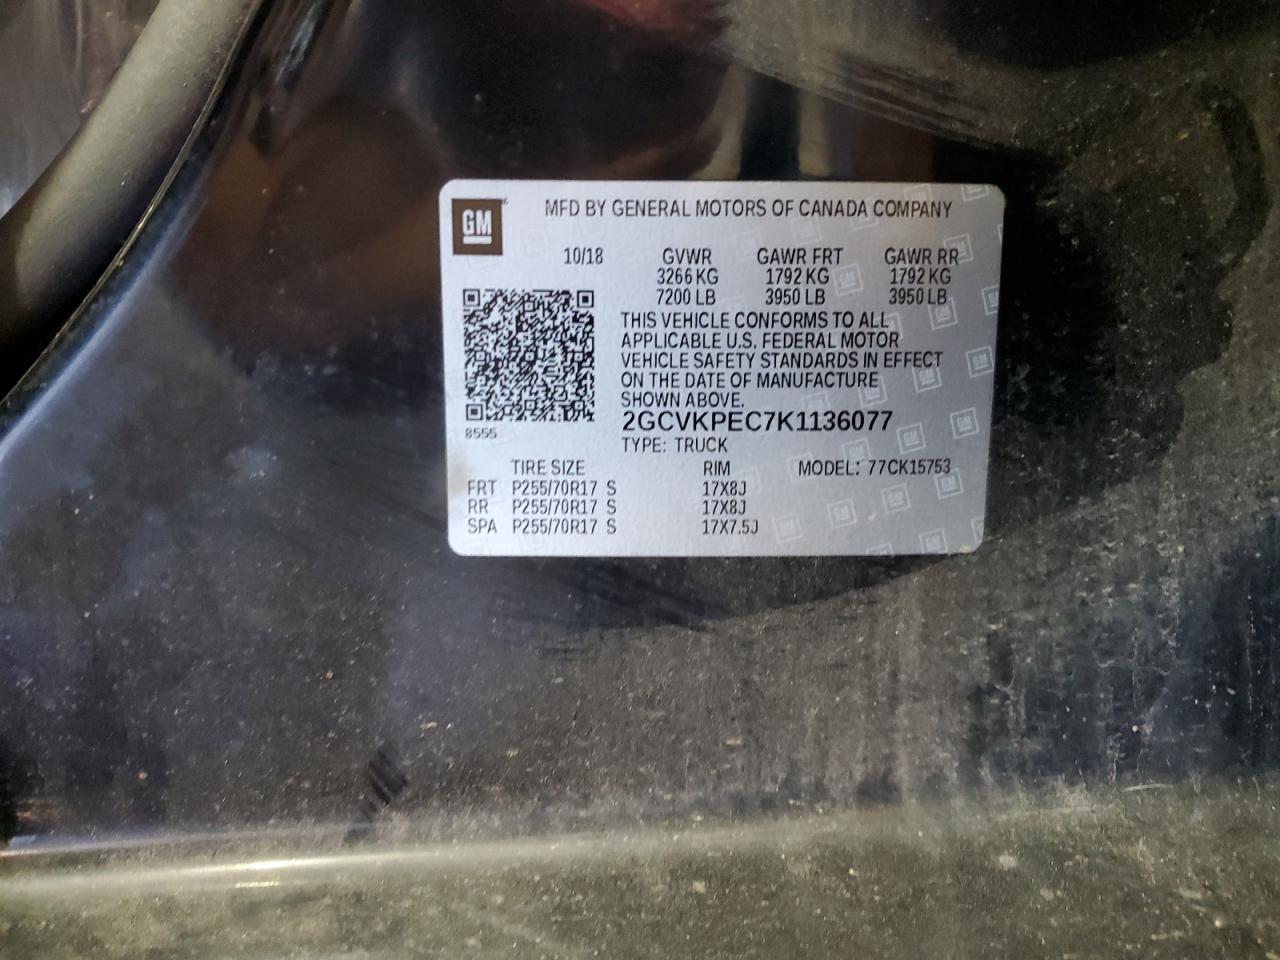 GM
MFD BY GENERAL MOTORS OF CANADA COMPANY
10/18 GVWR GAWR FRT GAWR RR
3266 KG 1792 KG 1792 KG
7200 LB 3950 LB 3950 LB
THIS VEHICLE CONFORMS TO ALL
APPLICABLE U.S. FEDERAL MOTOR
VEHICLE SAFETY STANDARDS IN EFFECT
ON THE DATE OF MANUFACTURE
SHOWN ABOVE.
2GCVKPEC7K1136077
8555
TYPE: TRUCK
TIRE SIZE RIM MODEL: 77CK15753
FRT P255/70R17 S 17X8J
RR P255/70R17 S 17X8J
SPA P255/70R17 S 17X7.5J